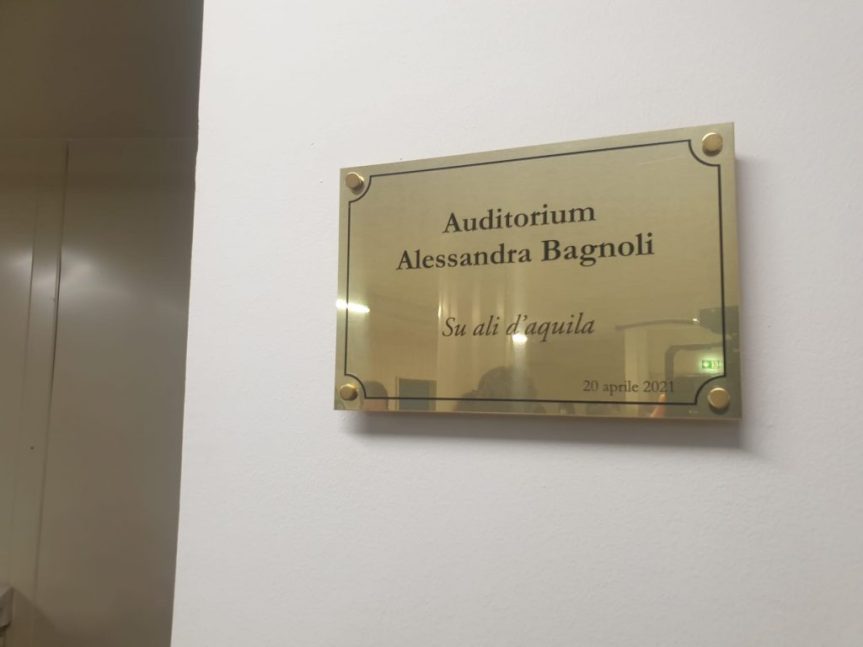 Auditorium
Alessandra Bagnoli
Su ali d'aquila
20 aprile 2021